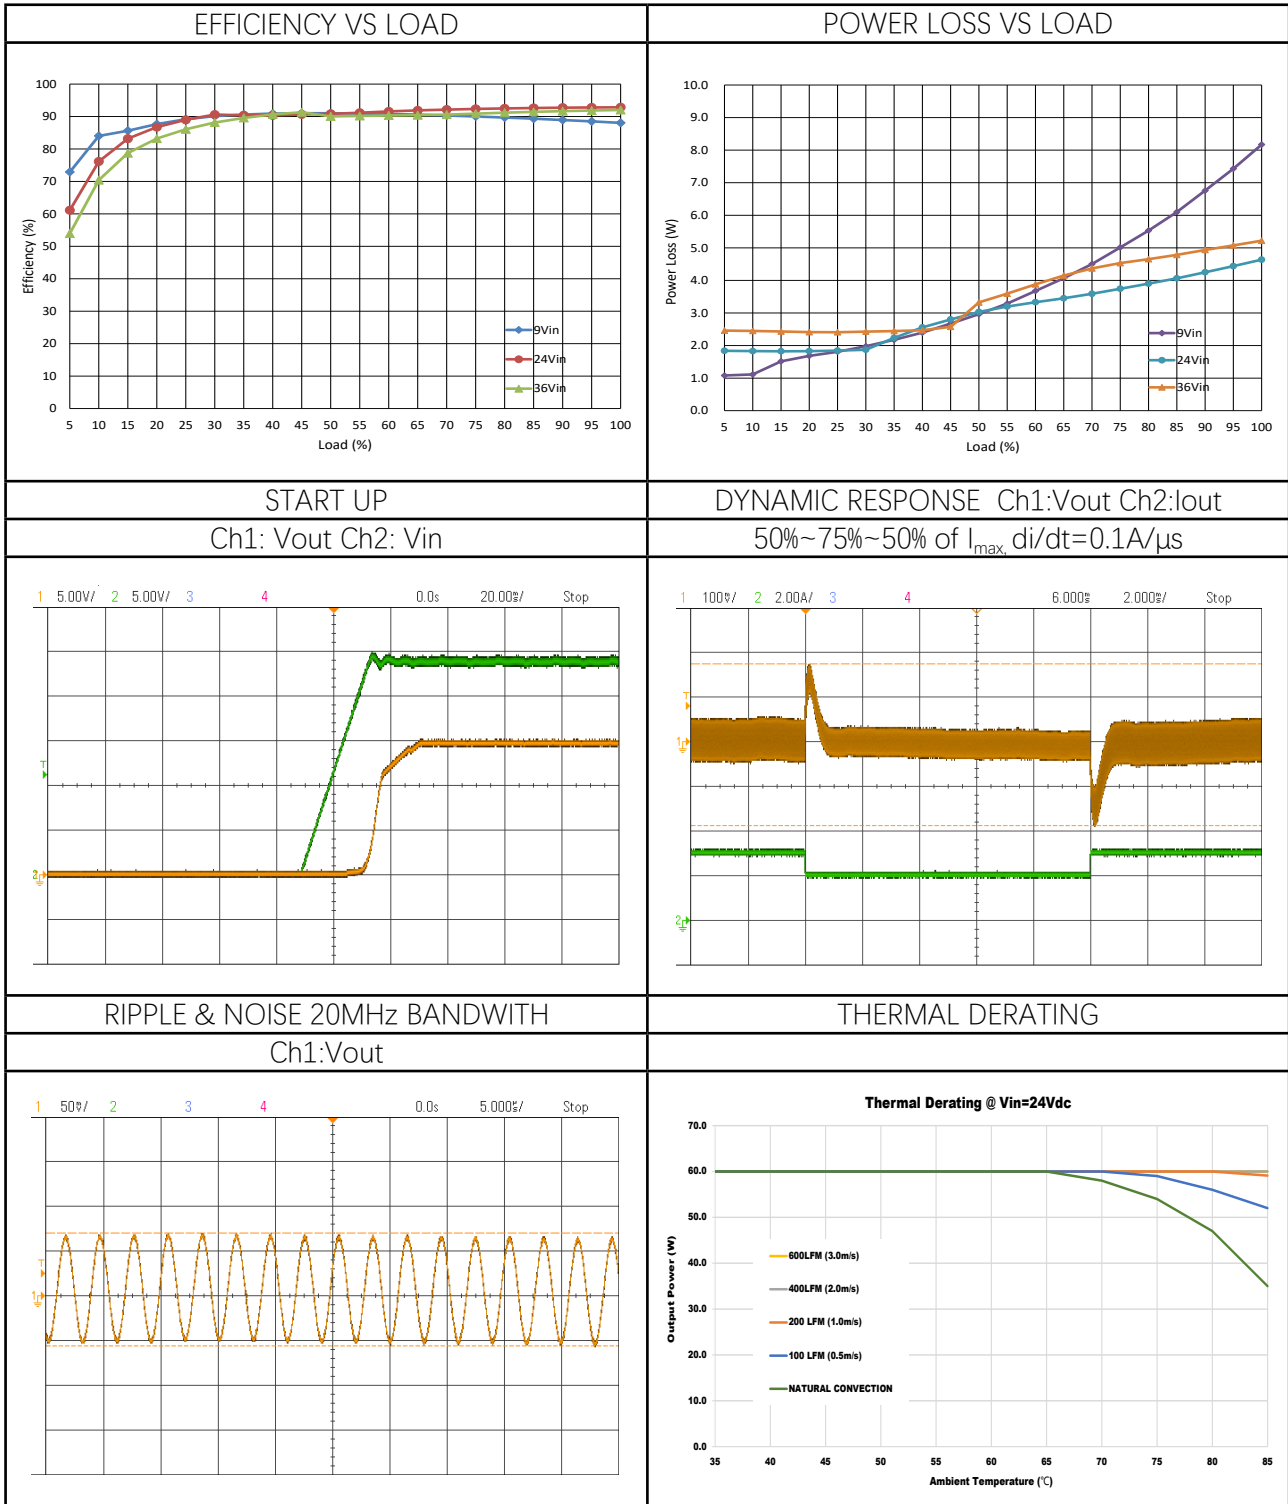 EFFICIENCY VS LOAD
POWER LOSS VS LOAD
100
90
80
70
60
50
40
30
20
10
0
Efficiency (%)
9Vin
24Vin
36Vin
5 10 15 20 25 30 35 40 45 50 55 60 65 70 75 80 85 90 95 100
Load (%)
10.0
9.0
8.0
7.0
6.0
5.0
4.0
3.0
2.0
1.0
0.0
Power Loss (W)
9Vin
24Vin
36Vin
5 10 15 20 25 30 35 40 45 50 55 60 65 70 75 80 85 90 95 100
Load (%)
START UP
Ch1: Vout Ch2: Vin
DYNAMIC RESPONSE Ch1:Vout Ch2:Iout
50%~75%~50% of Imax, di/dt=0.1A/μs
1 5.00V/ 2 5.00V/ 3 4 0.0s 20.00ms/ Stop
T
2
1 100V/ 2 2.00A/ 3 4 6.000ms 2.000ms/ Stop
T
1
2
RIPPLE & NOISE 20MHz BANDWITH
Ch1:Vout
THERMAL DERATING
1 50V/ 2 3 4 0.0s 5.000ms/ Stop
T
1
Thermal Derating @ Vin=24Vdc
70.0
60.0
50.0
40.0
30.0
20.0
10.0
0.0
Output Power (W)
600LFM (3.0m/s)
400LFM (2.0m/s)
200 LFM (1.0m/s)
100 LFM (0.5m/s)
NATURAL CONVECTION
35 40 45 50 55 60 65 70 75 80 85
Ambient Temperature (℃)